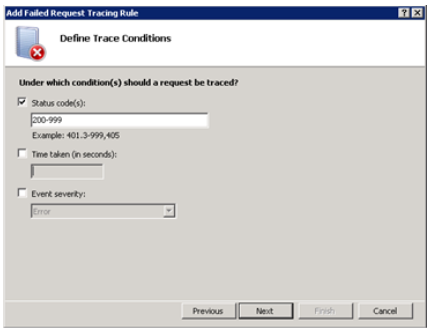 Add Failed Request Tracing Rule
Define Trace Conditions
Under which condition(s) should a request be traced?
Status code(s):
200-999
Example: 401.3-999,405
Time taken (in seconds):
Event severity:
Error
Previous Next Finish Cancel